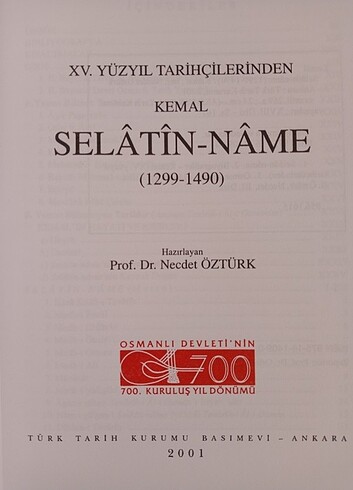 XV. YÜZYIL TARİHÇİLERİNDEN
KEMAL
SELÂTÎN-NÂME
(1299-1490)
Hazırlayan
Prof. Dr. Necdet ÖZTÜRK
OSMANLI DEVLETİ'NİN
700
700. KURULUŞ YIL DÖNÜMÜ
TÜRK TARİH KURUMU BASIMEVİ – ANKARA
2001